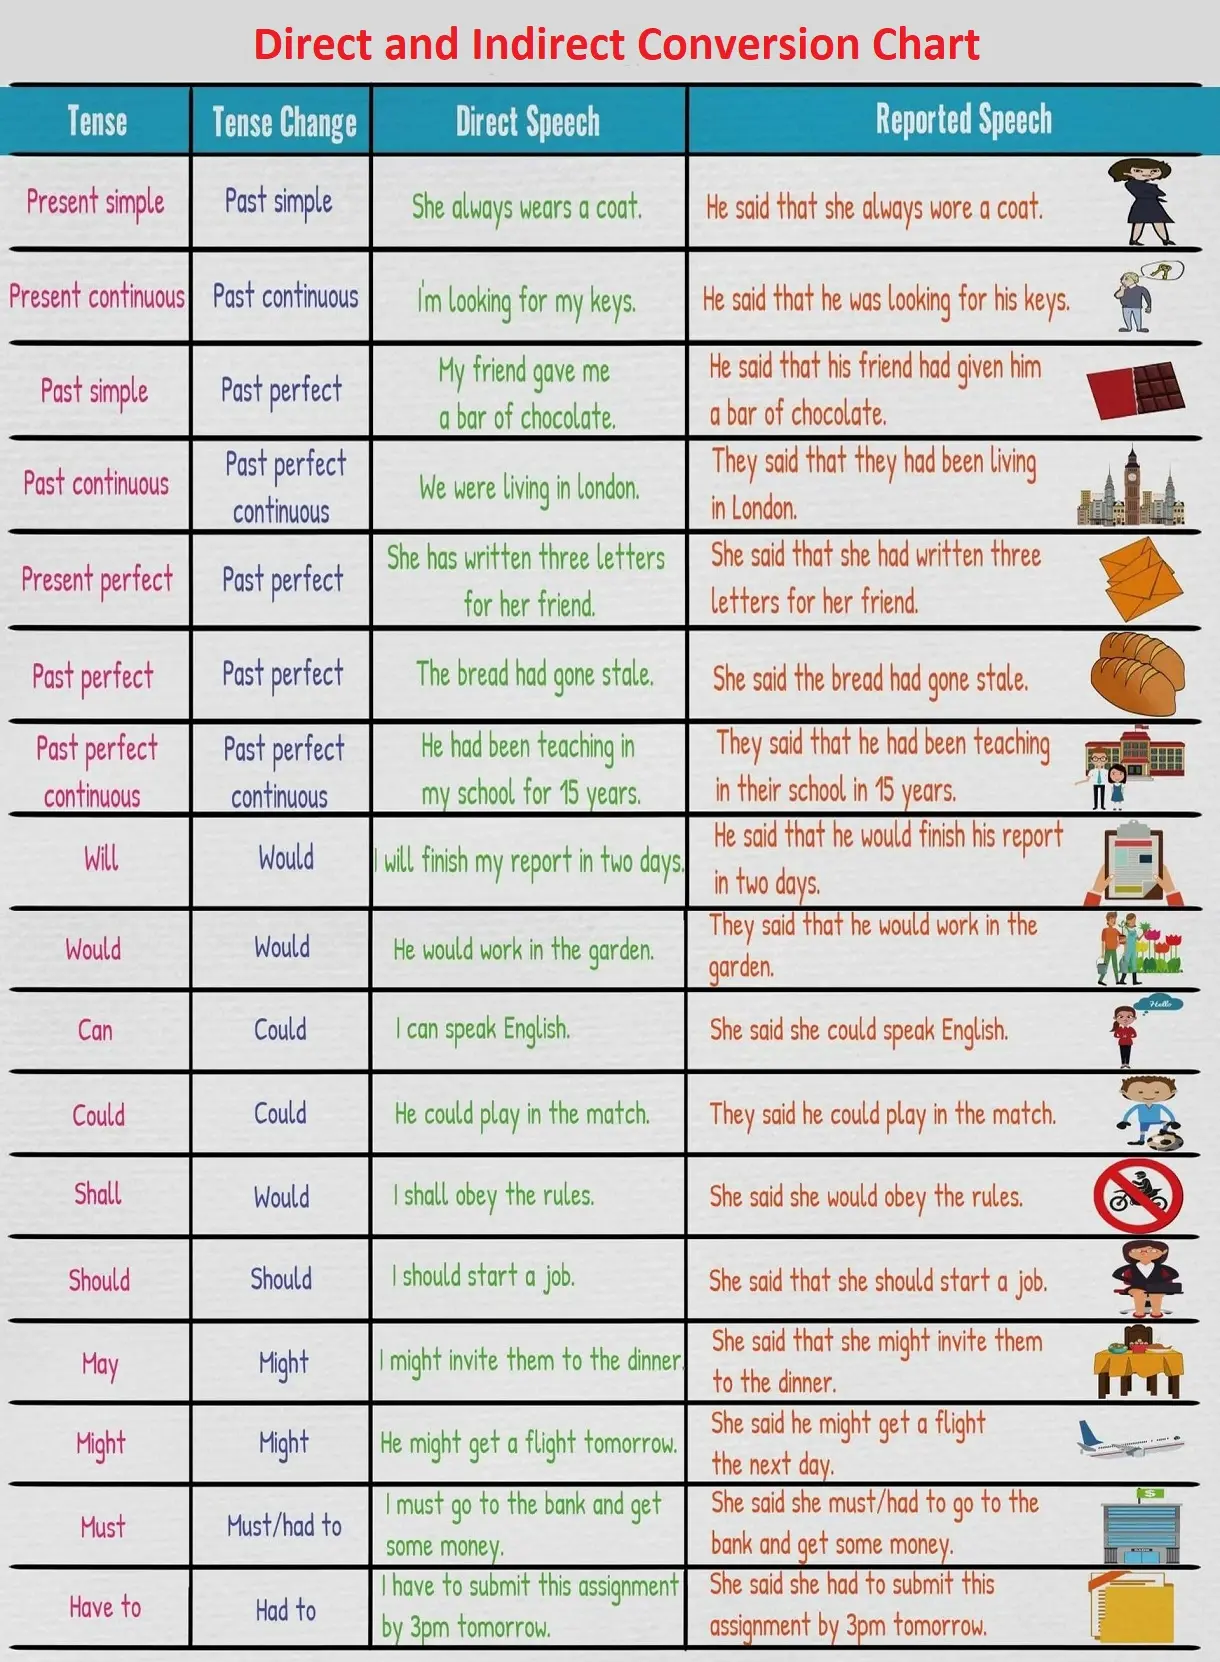 Direct and Indirect Conversion Chart
Tense
Tense Change
Direct Speech
Reported Speech
Present simple
Past simple
She always wears a coat.
He said that she always wore a coat.
Present continuous
Past continuous
I'm looking for my keys.
He said that he was looking for his keys.
Past simple
Past perfect
My friend gave me
a bar of chocolate.
He said that his friend had given him
a bar of chocolate.
Past continuous
Past perfect
continuous
We were living in london.
They said that they had been living
in London.
Present perfect
Past perfect
She has written three letters
for her friend.
She said that she had written three
letters for her friend.
Past perfect
Past perfect
The bread had gone stale.
She said the bread had gone stale.
Past perfect
continuous
Past perfect
continuous
He had been teaching in
my school for 15 years.
They said that he had been teaching
in their school in 15 years.
Will
Would
I will finish my report in two days.
He said that he would finish his report
in two days.
Would
Would
He would work in the garden.
They said that he would work in the
garden.
Can
Could
I can speak English.
She said she could speak English.
Hello
Could
Could
He could play in the match.
They said he could play in the match.
Shall
Would
I shall obey the rules.
She said she would obey the rules.
Should
Should
I should start a job.
She said that she should start a job.
May
Might
I might invite them to the dinner.
She said that she might invite them
to the dinner.
Might
Might
He might get a flight tomorrow.
She said he might get a flight
the next day.
Must
Must/had to
I must go to the bank and get
some money.
She said she must/had to go to the
bank and get some money.
$
Have to
Had to
I have to submit this assignment
by 3pm tomorrow.
She said she had to submit this
assignment by 3pm tomorrow.